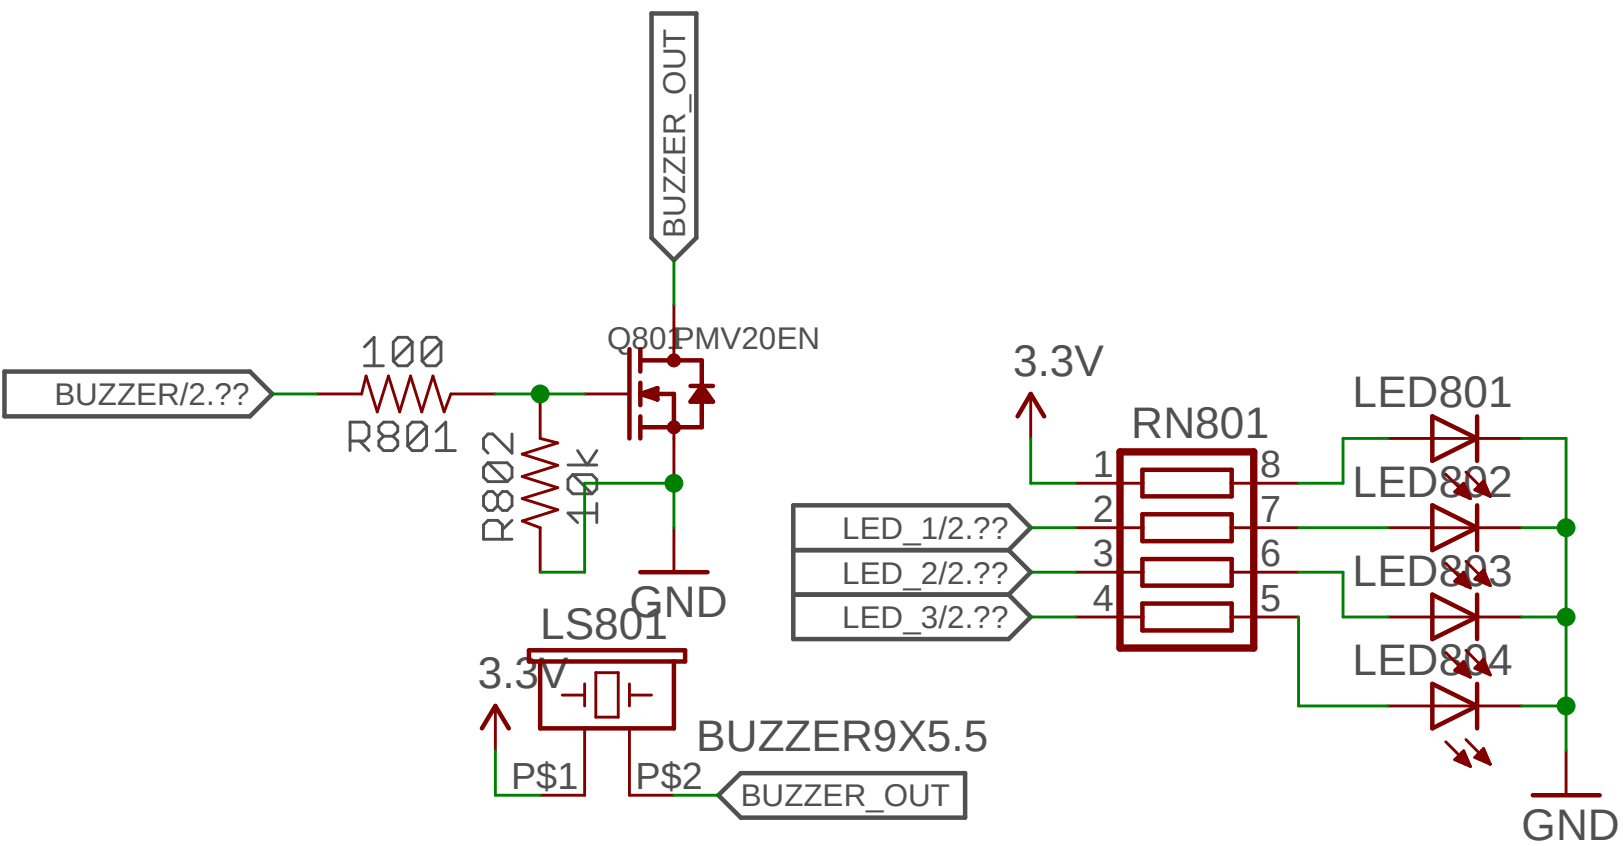 BUZZER_OUT
Q801
PMV20EN
100
BUZZER/2.??
R801
R802
10k
GND
3.3V
RN801
1
2
3
4
8
7
6
5
LED_1/2.??
LED_2/2.??
LED_3/2.??
LED801
LED802
LED803
LED804
GND
LS801
3.3V
BUZZER9X5.5
P$1
P$2
BUZZER_OUT